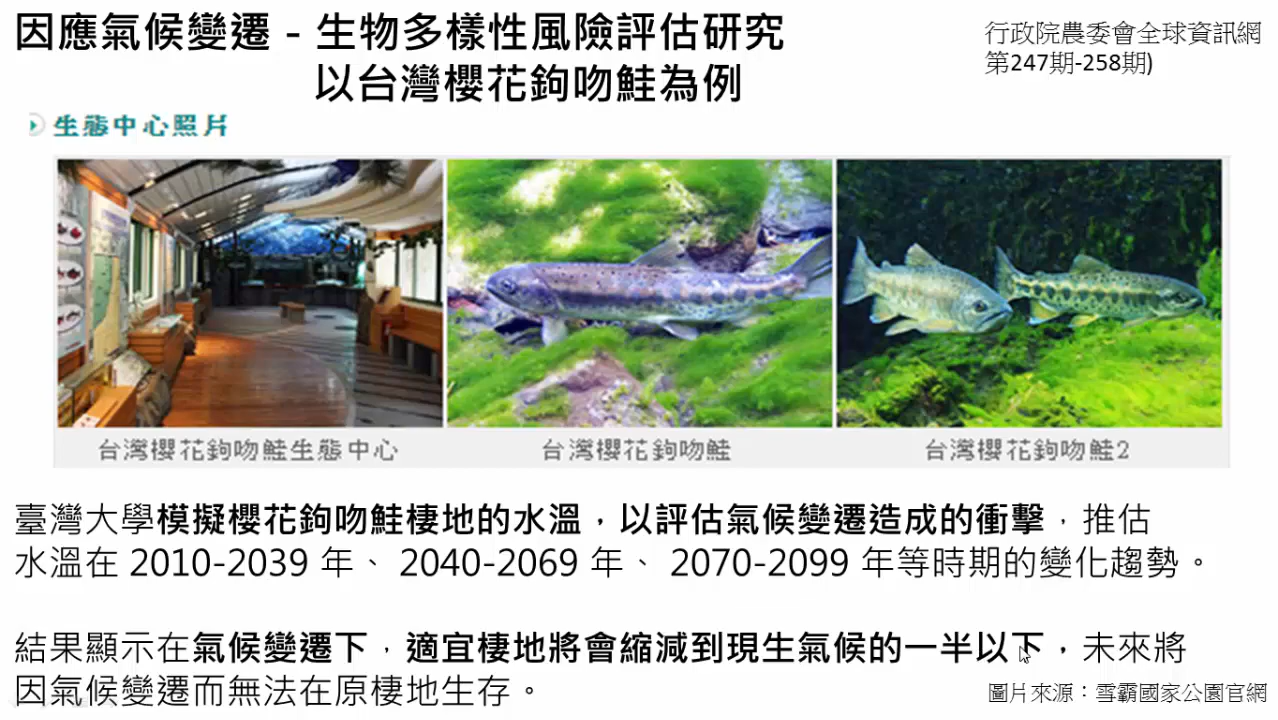 因應氣候變遷 - 生物多樣性風險評估研究
以台灣櫻花鉤吻鮭為例
行政院農委會全球資訊網
第247期-258期)
生態中心照片
台灣櫻花鉤吻鮭生態中心
台灣櫻花鉤吻鮭
台灣櫻花鉤吻鮭2
臺灣大學模擬櫻花鉤吻鮭棲地的水溫，以評估氣候變遷造成的衝擊，推估
水溫在 2010-2039 年、 2040-2069 年、 2070-2099 年等時期的變化趨勢。
結果顯示在氣候變遷下，適宜棲地將會縮減到現生氣候的一半以下，未來將
因氣候變遷而無法在原棲地生存。
圖片來源：雪霸國家公園官網